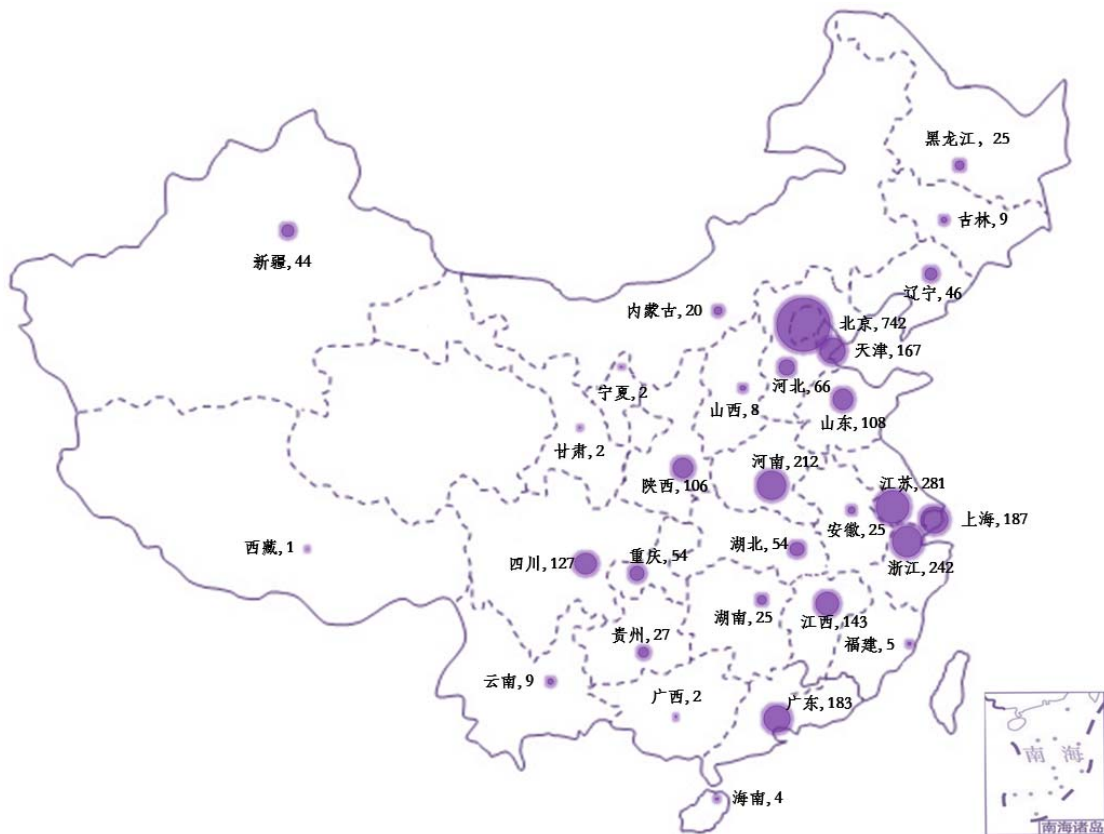 黑龙江，25
吉林, 9
新疆, 44
辽宁, 46
内蒙古, 20
北京, 742
天津, 167
宁夏, 2
河北, 66
山西, 8
山东, 108
甘肃, 2
河南, 212
陕西, 106
江苏, 281
安徽, 25
上海, 187
西藏, 1
四川, 127
重庆, 54
湖北, 54
浙江, 242
湖南, 25
江西, 143
贵州, 27
福建, 5
云南, 9
广西, 2
广东, 183
南海
海南, 4
南海诸岛